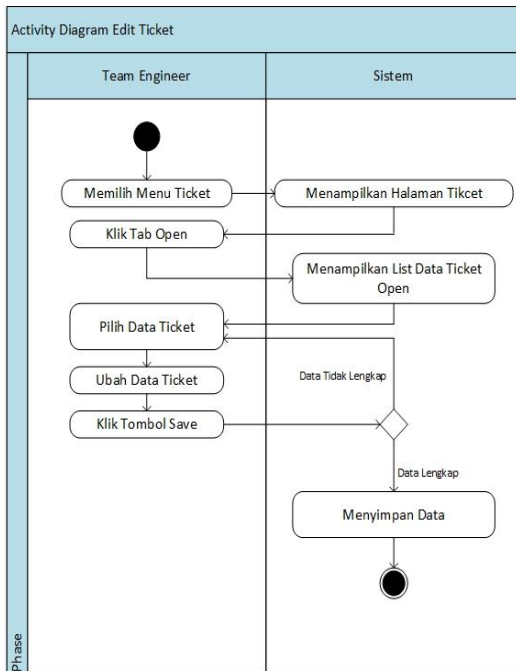 Activity Diagram Edit Ticket
Team Engineer
Sistem
Memilih Menu Ticket
Menampilkan Halaman Tikcet
Klik Tab Open
Menampilkan List Data Ticket
Open
Pilih Data Ticket
Ubah Data Ticket
Data Tidak Lengkap
Klik Tombol Save
Data Lengkap
Menyimpan Data
Phase